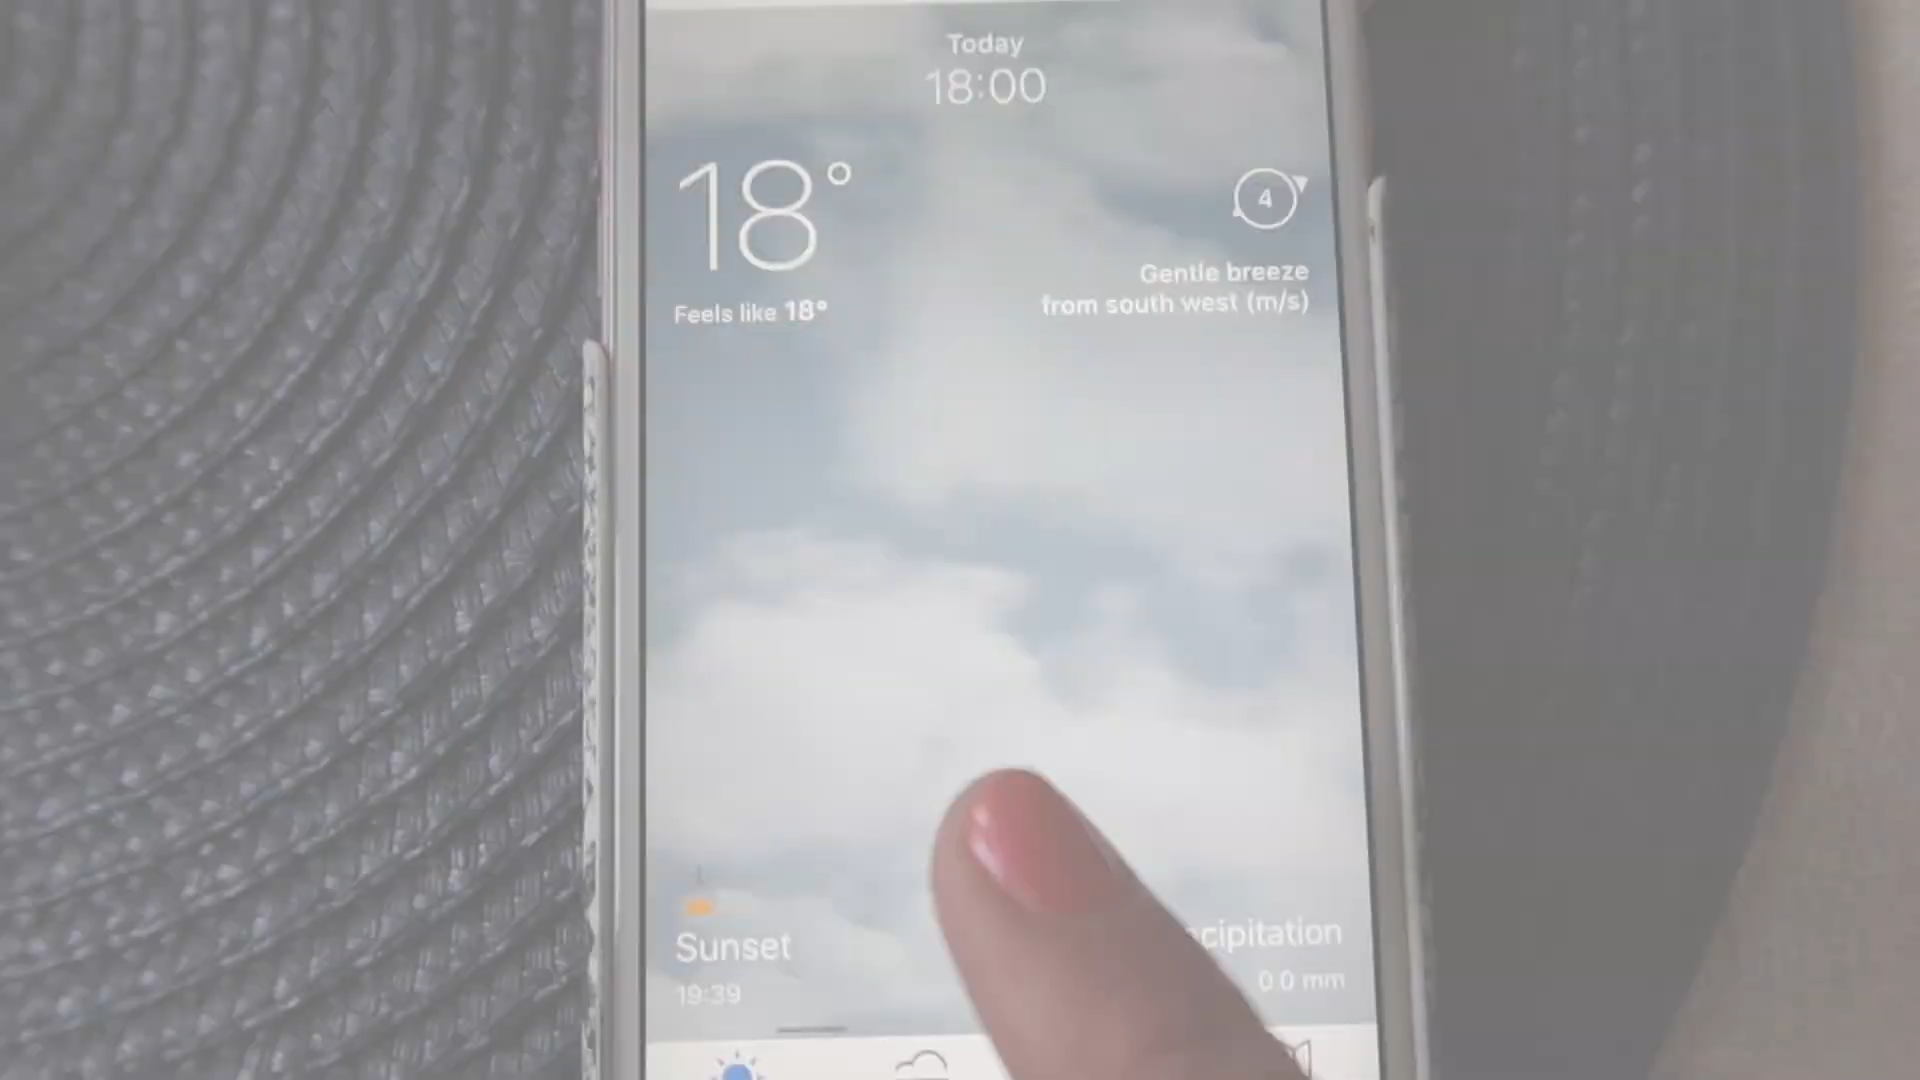 Today
18:00
18°
4
Feels like 18°
Gentle breeze
from south west (m/s)
Sunset
19:39
cipitation
0.0 mm